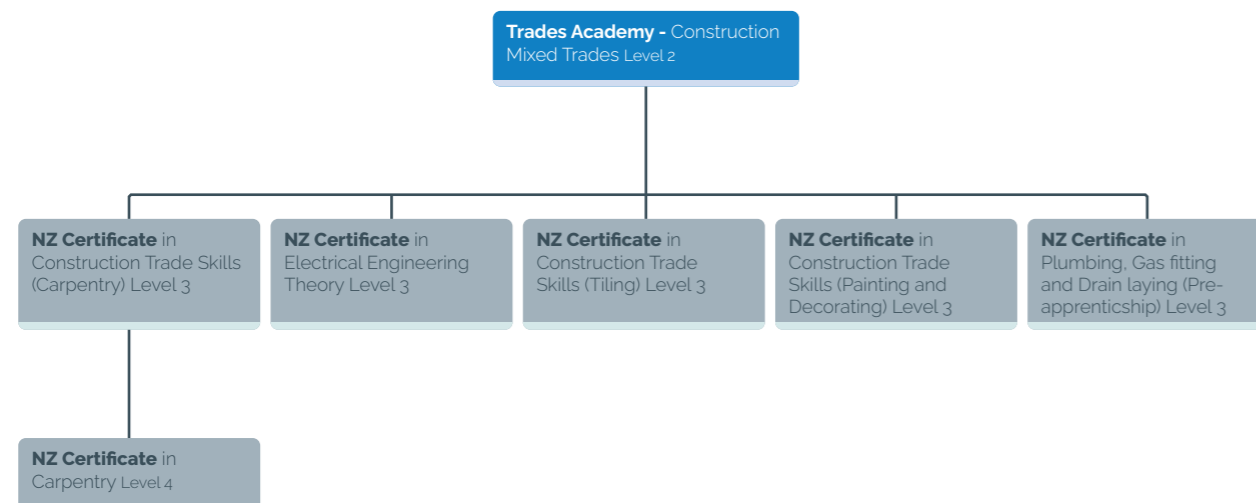 Trades Academy - Construction
Mixed Trades Level 2
NZ Certificate in
Construction Trade Skills
(Carpentry) Level 3
NZ Certificate in
Electrical Engineering
Theory Level 3
NZ Certificate in
Construction Trade
Skills (Tiling) Level 3
NZ Certificate in
Construction Trade
Skills (Painting and
Decorating) Level 3
NZ Certificate in
Plumbing, Gas fitting
and Drain laying (Pre-
apprenticship) Level 3
NZ Certificate in
Carpentry Level 4